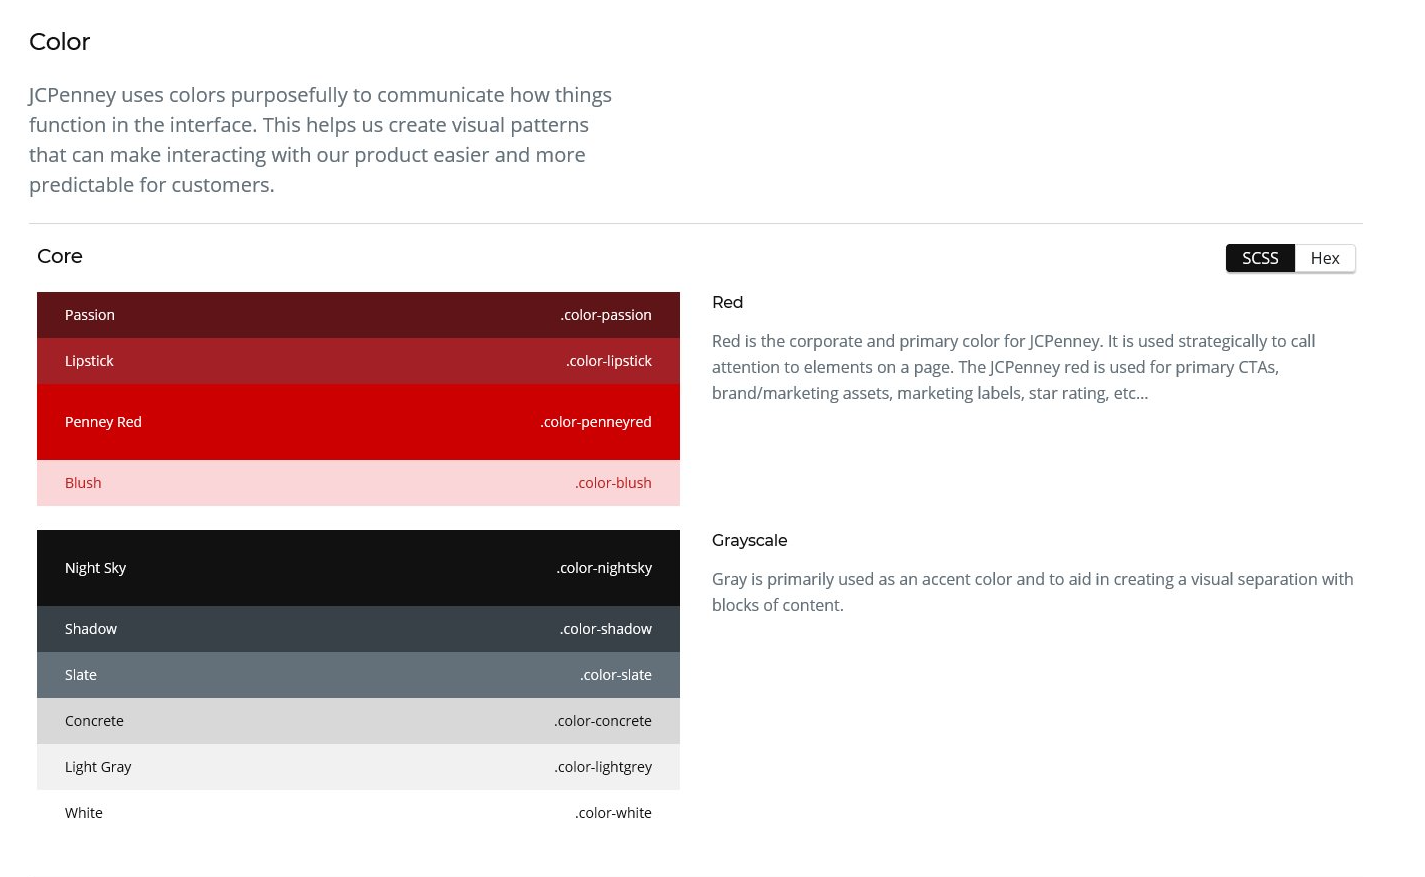 Color
JCPenney uses colors purposefully to communicate how things
function in the interface. This helps us create visual patterns
that can make interacting with our product easier and more
predictable for customers.
Core
SCSS Hex
Passion .color-passion
Lipstick .color-lipstick
Penney Red .color-penneyred
Blush .color-blush
Red
Red is the corporate and primary color for JCPenney. It is used strategically to call
attention to elements on a page. The JCPenney red is used for primary CTAs,
brand/marketing assets, marketing labels, star rating, etc...
Night Sky .color-nightsky
Shadow .color-shadow
Slate .color-slate
Concrete .color-concrete
Light Gray .color-lightgrey
White .color-white
Grayscale
Gray is primarily used as an accent color and to aid in creating a visual separation with
blocks of content.